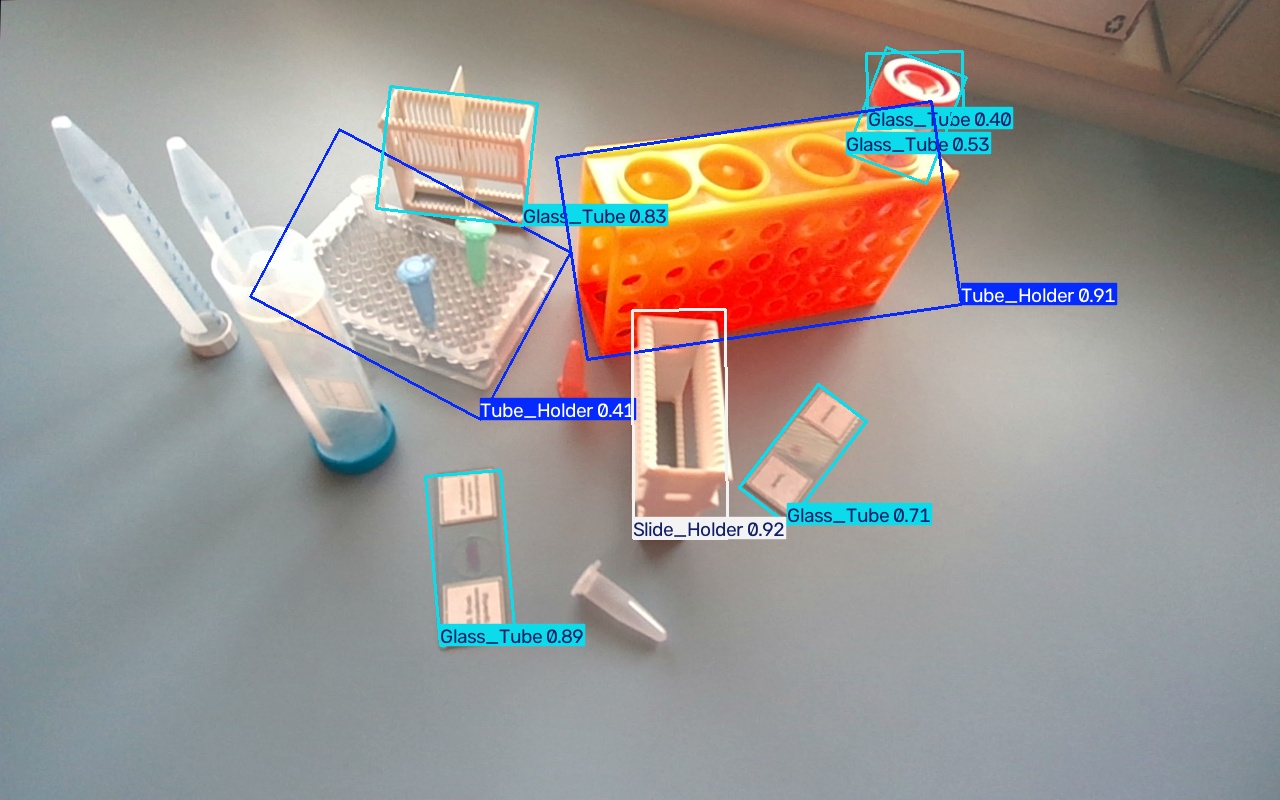 Glass_Tube 0.40
Glass_Tube 0.53
Glass_Tube 0.83
Tube_Holder 0.91
Tube_Holder 0.41
Glass_Tube 0.71
Slide_Holder 0.92
Glass_Tube 0.89